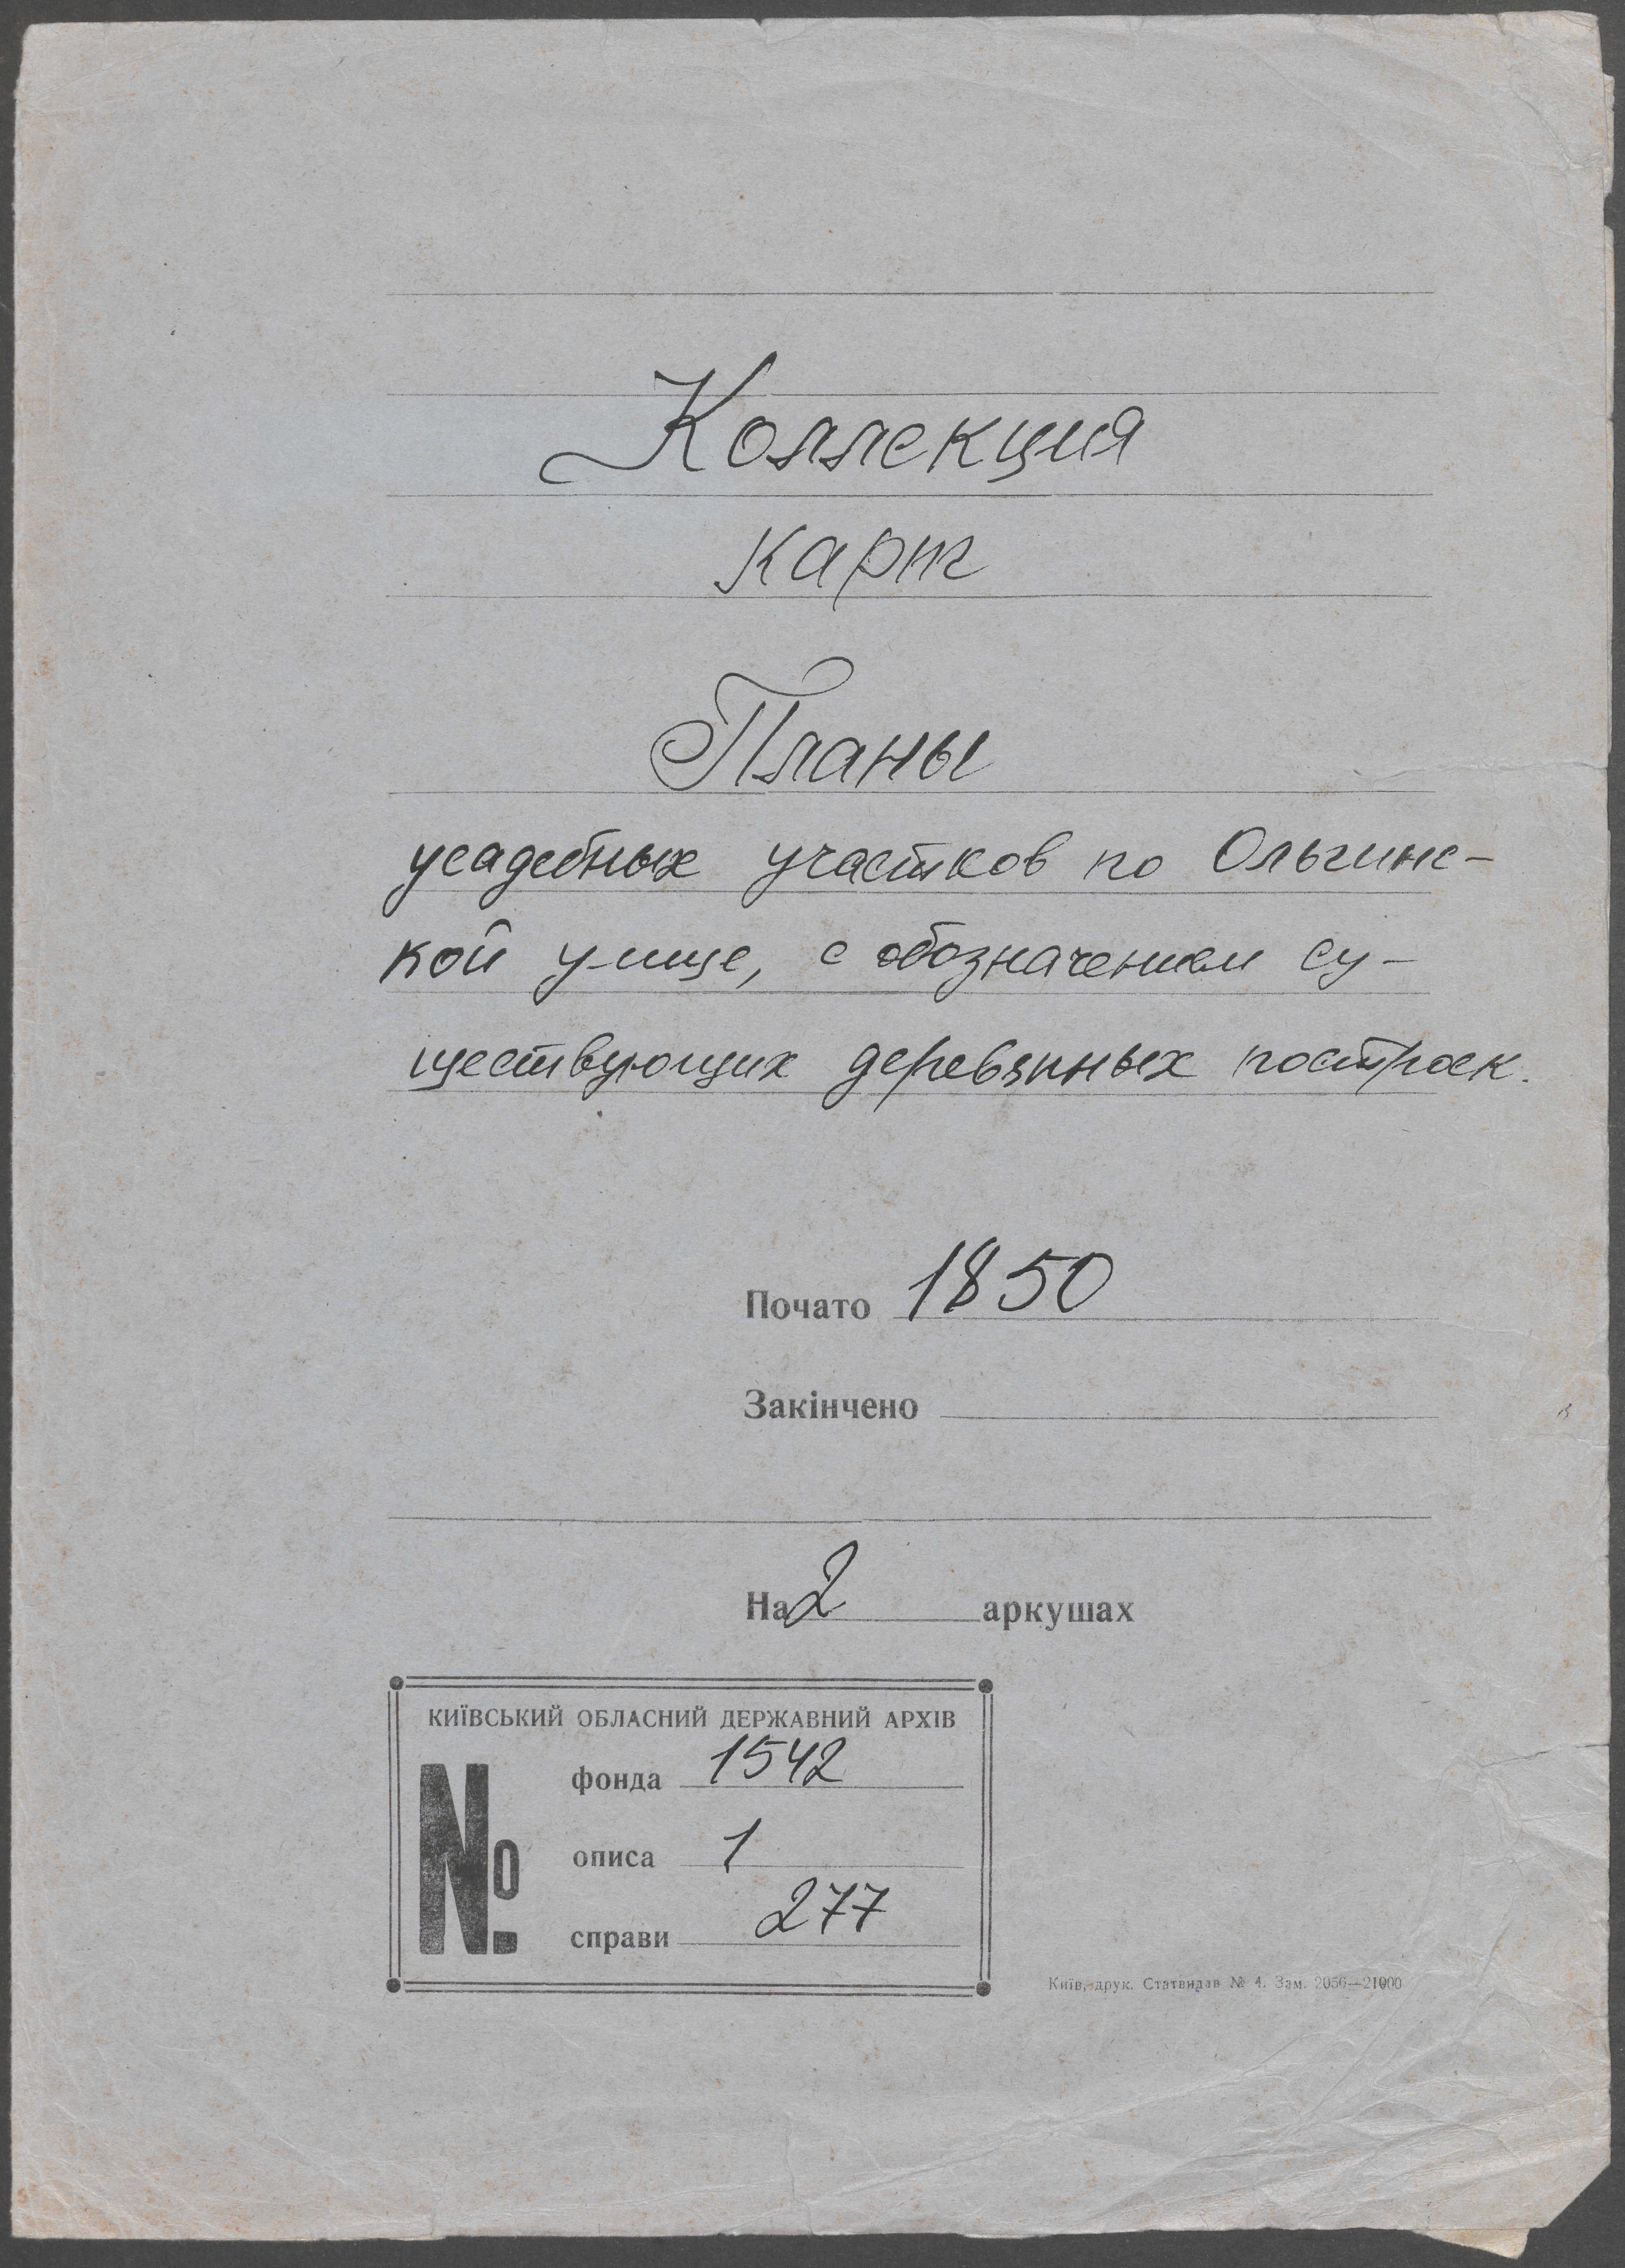 Коллекция
карт
Планы
усадебных участков по Ольгинс-
кой улице, с обозначением су-
ществующих деревянных построек.
Почато 1850
Закінчено
На 2 аркушах
КИЇВСЬКИЙ ОБЛАСНИЙ ДЕРЖАВНИЙ АРХІВ
№
фонда 1542
описа 1
справи 277
Київ, друк. Статвидав № 4. Зам. 2056—21000